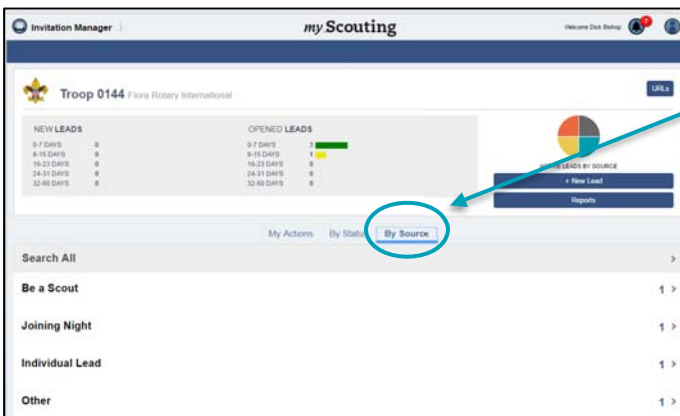 Invitation Manager
my.Scouting
Welcome Dick Bishop
7
Troop 0144 Flora Rotary International
URLs
NEW LEADS
0-7 DAYS 0
8-15 DAYS 0
16-23 DAYS 0
24-31 DAYS 0
32-60 DAYS 0
OPENED LEADS
0-7 DAYS 3
8-15 DAYS 1
16-23 DAYS 0
24-31 DAYS 0
32-60 DAYS 0
LEADS BY SOURCE
+ New Lead
Reports
My Actions By Status By Source
Search All
Be a Scout 1
Joining Night 1
Individual Lead 1
Other 1